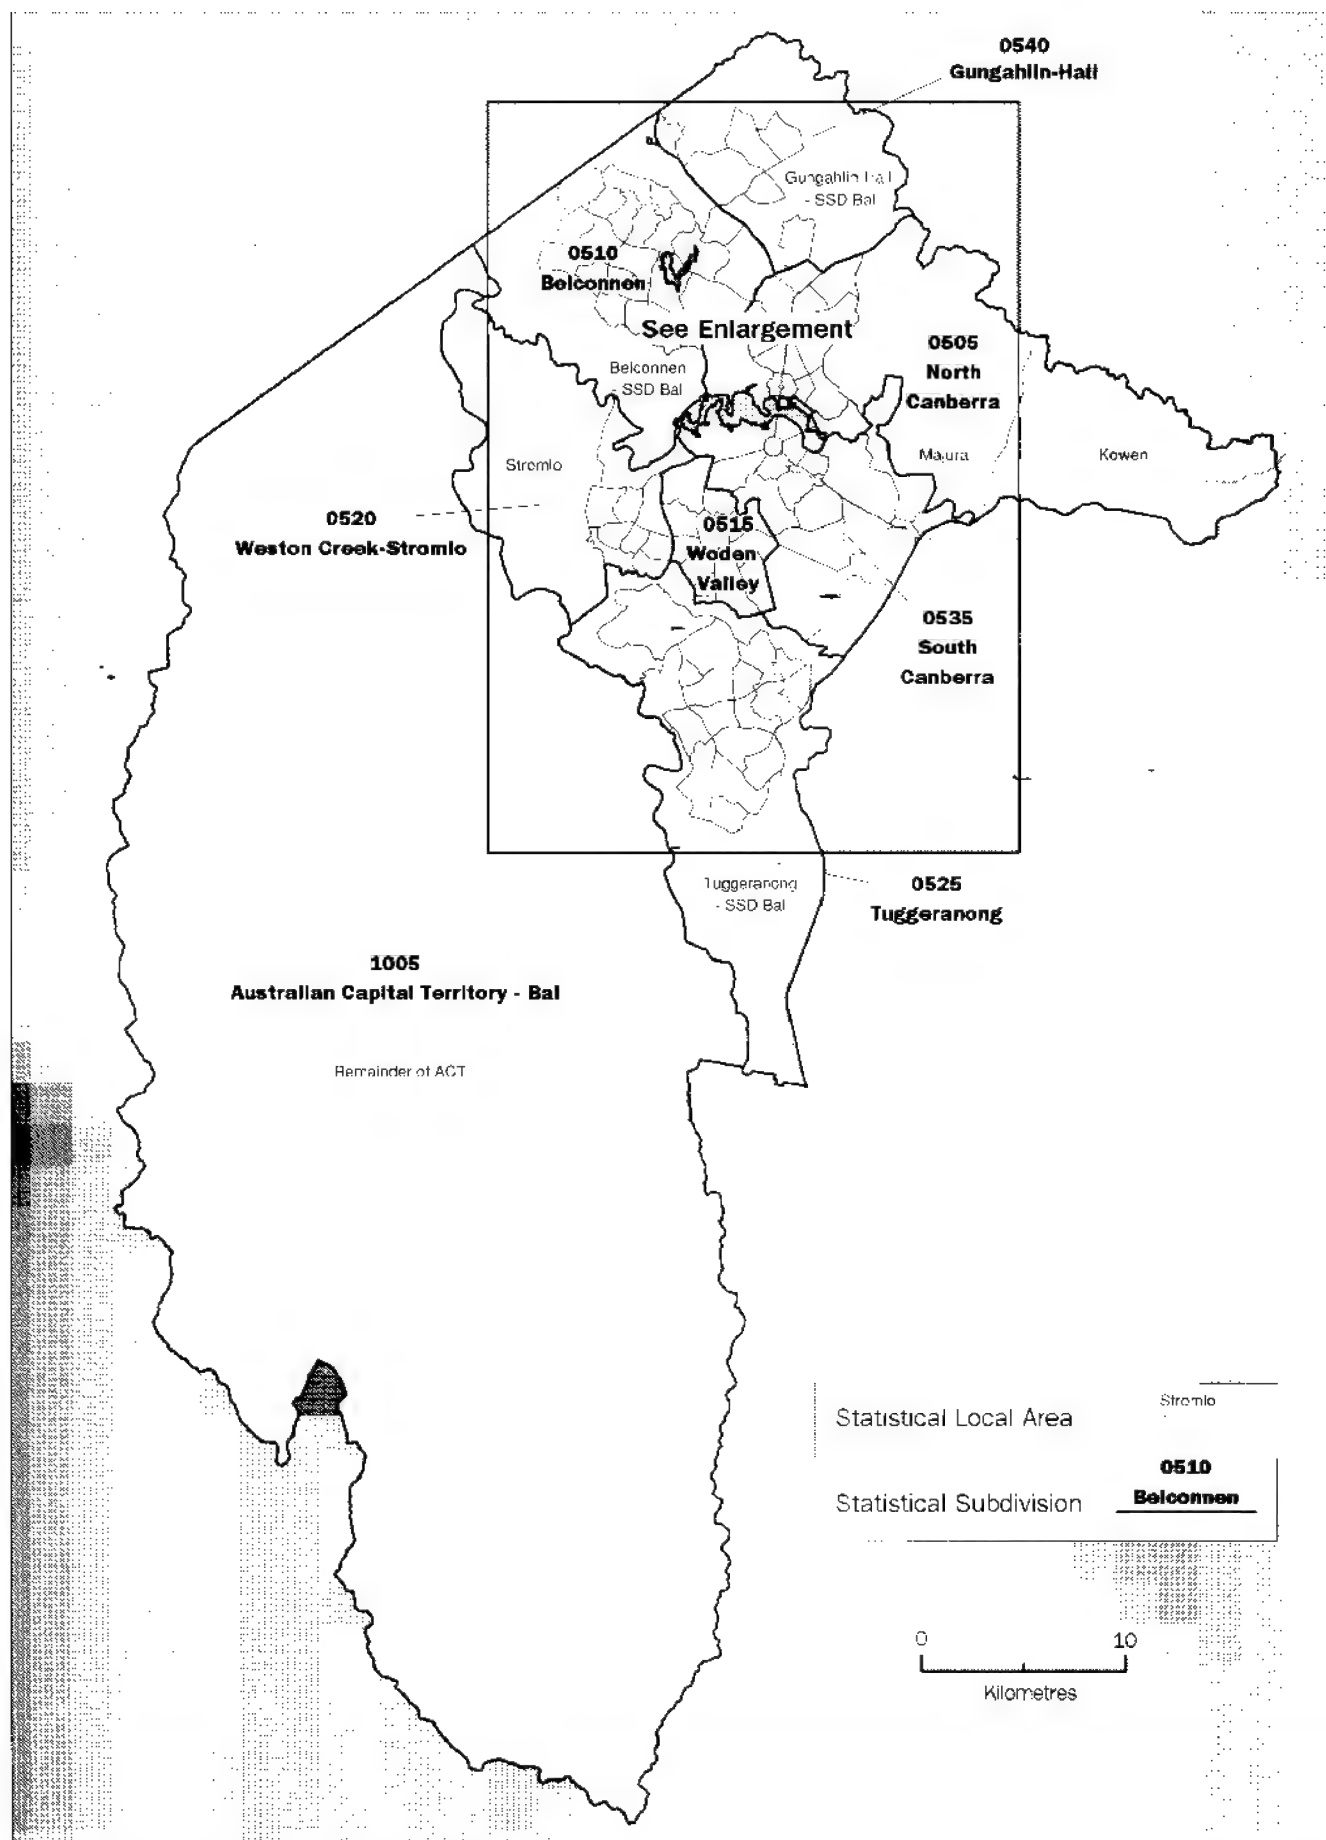 0540
Gungahlin-Hall
Gungahlin-Hall
- SSD Bal
0510
Belconnen
See Enlargement
0505
North
Canberra
Belconnen
- SSD Bal
Majura
Kowen
Stromlo
0520
Weston Creek-Stromlo
0515
Woden
Valley
0535
South
Canberra
Tuggeranong
- SSD Bal
0525
Tuggeranong
1005
Australian Capital Territory - Bal
Remainder of ACT
Statistical Local Area
Stromlo
0510
Statistical Subdivision
Belconnen
0 10
Kilometres